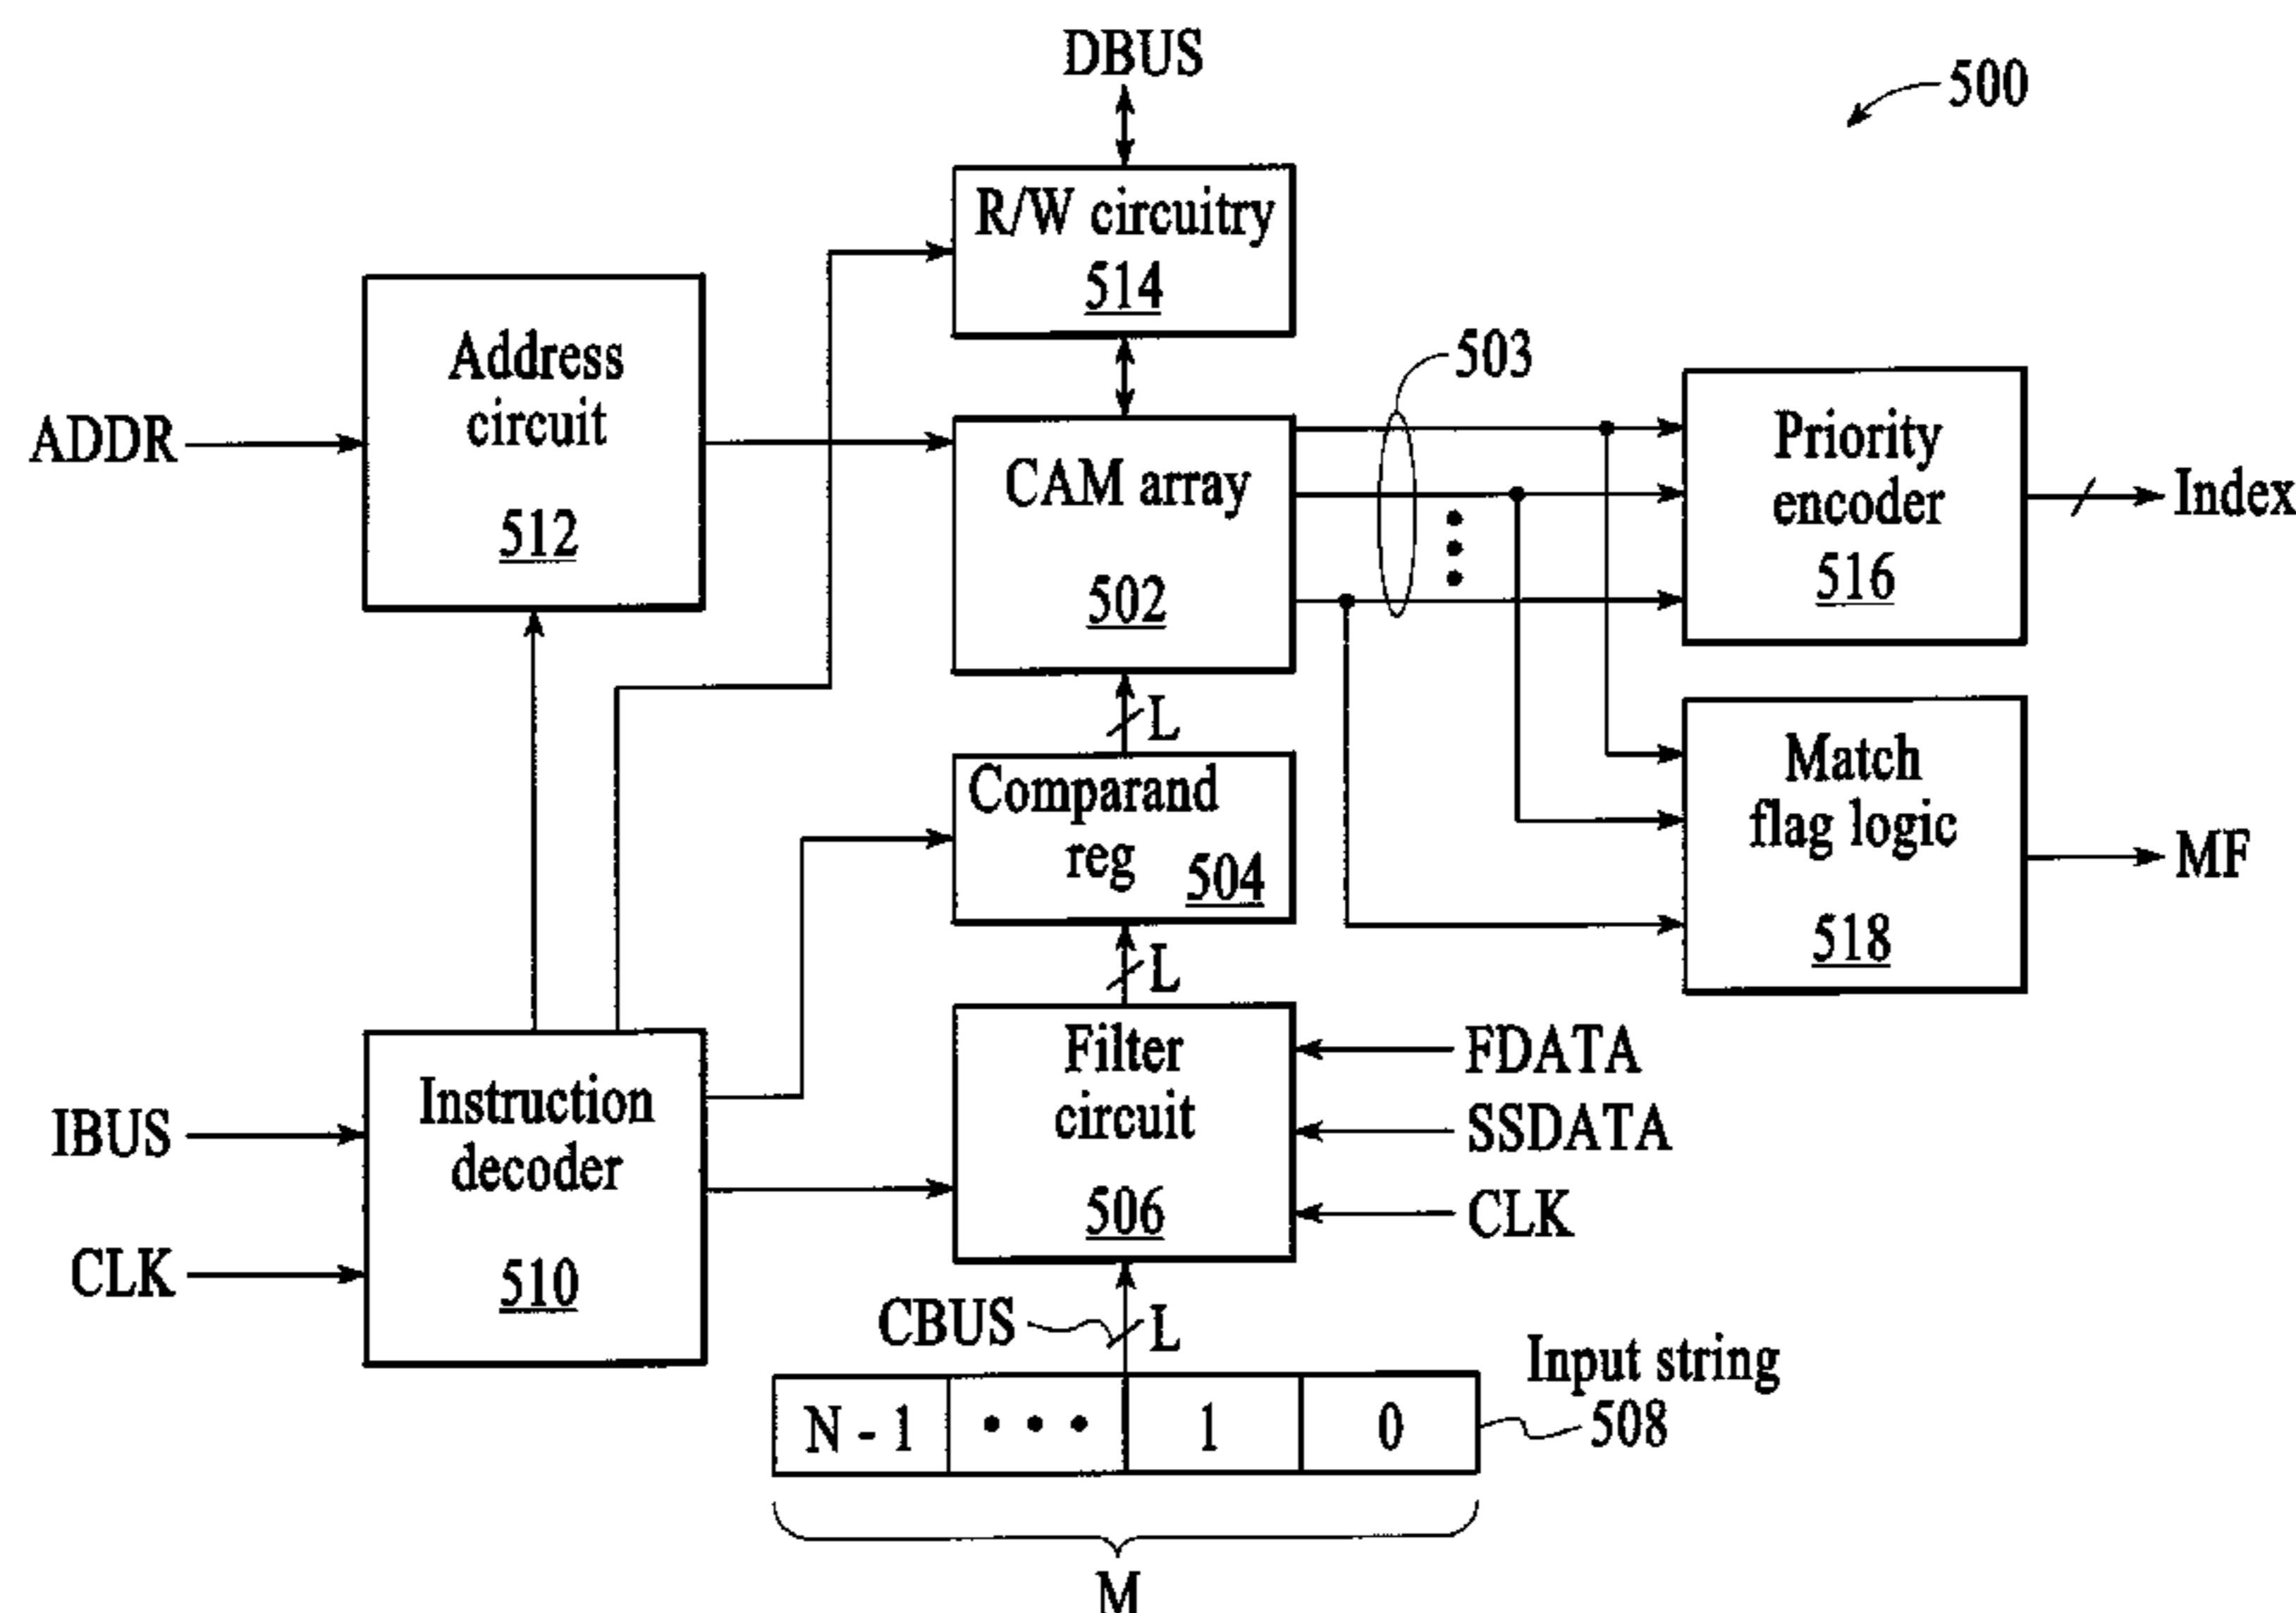 DBUS
500
R/W circuitry
514
Address
circuit
512
ADDR
503
CAM array
502
Priority
encoder
516
Index
L
Comparand
reg
504
Match
flag logic
518
MF
L
Filter
circuit
506
FDATA
SSDATA
CLK
IBUS
CLK
Instruction
decoder
510
CBUS
L
Input string
508
N - 1 • • • 1 0
M